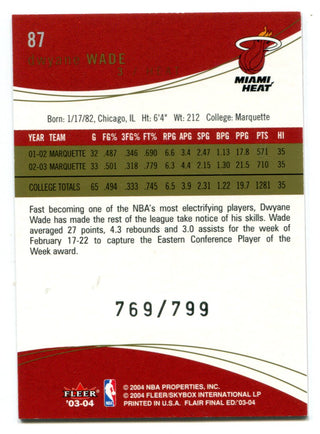 87
Dwyane WADE
MIAMI
HEAT
Born: 1/17/82, Chicago, IL Ht: 6'4" Wt: 212 College: Marquette
YEAR TEAM G FG% 3FG% FT% RPG APG SPG BPG PPG PTS HI
01-02 MARQUETTE 32 .487 .346 .690 6.6 3.4 2.47 1.13 17.8 571 35
02-03 MARQUETTE 33 .501 .318 .779 6.3 4.4 2.15 1.30 21.5 710 35
COLLEGE TOTALS 65 .494 .333 .745 6.5 3.9 2.31 1.22 19.7 1281 35
Fast becoming one of the NBA's most electrifying players, Dwyane
Wade has made the rest of the league take notice of his skills. Wade
averaged 27 points, 4.3 rebounds and 3.0 assists for the week of
February 17-22 to capture the Eastern Conference Player of the
Week award.
769/799
FLEER
'03-04
NBA
© 2004 NBA PROPERTIES, INC.
© 2004 FLEER/SKYBOX INTERNATIONAL LP
PRINTED IN U.S.A. FLAIR FINAL ED.'03-04